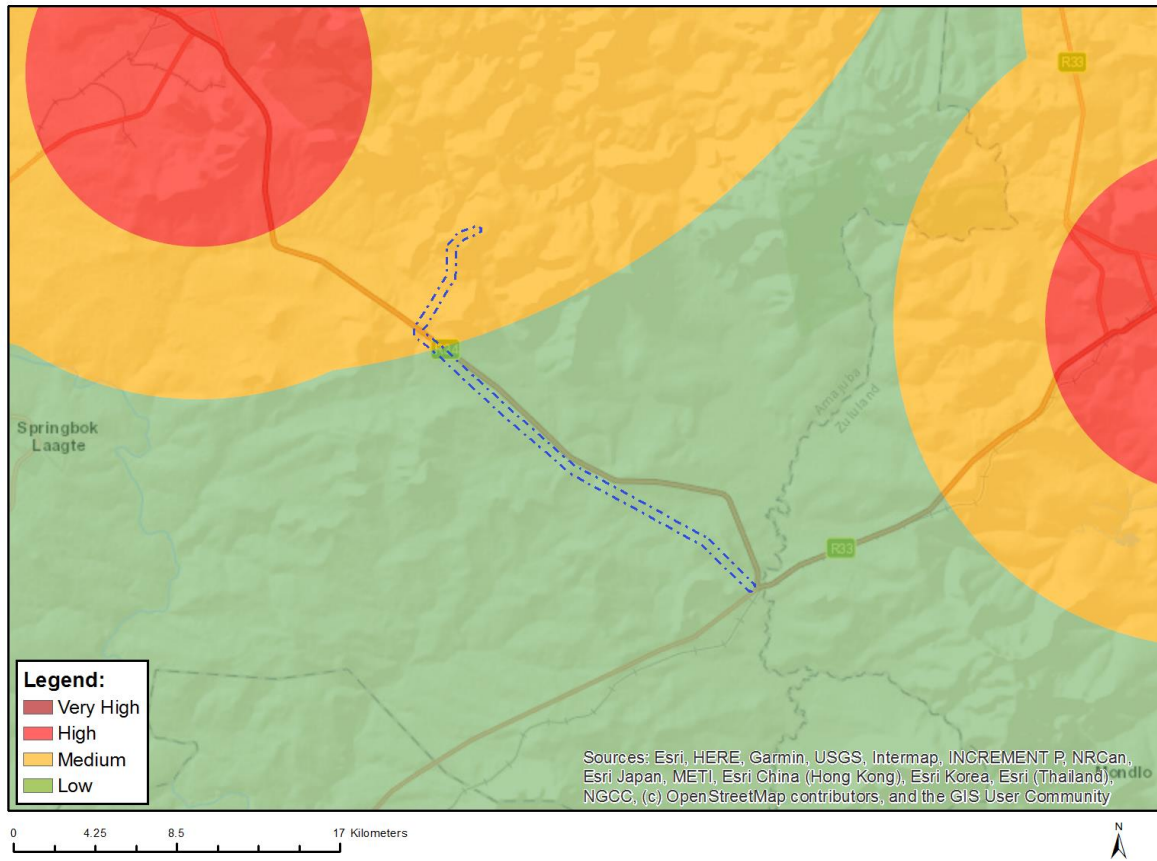 R33
Amajuba
Zululand
Springbok
Laagte
R33
Legend:
Very High
High
Medium
Low
Sources: Esri, HERE, Garmin, USGS, Intermap, INCREMENT P, NRCan,
Esri Japan, METI, Esri China (Hong Kong), Esri Korea, Esri (Thailand),
NGCC, (c) OpenStreetMap contributors, and the GIS User Community
Mondlo
0 4.25 8.5 17 Kilometers
N